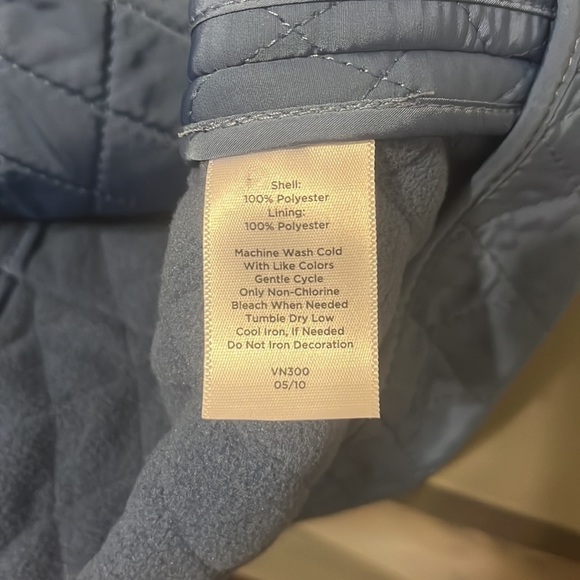 Shell:
100% Polyester
Lining:
100% Polyester
Machine Wash Cold
With Like Colors
Gentle Cycle
Only Non-Chlorine
Bleach When Needed
Tumble Dry Low
Cool Iron, If Needed
Do Not Iron Decoration
VN300
05/10